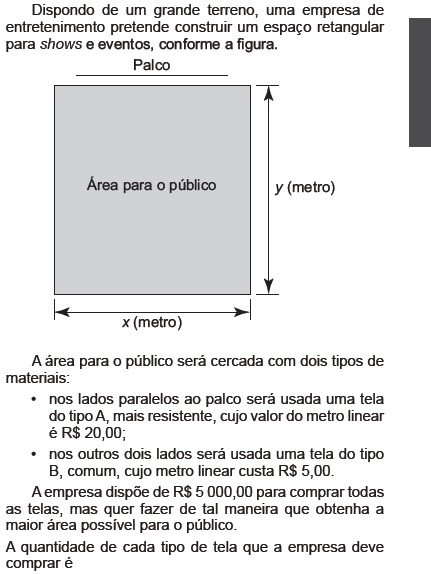 Dispondo de um grande terreno, uma empresa de
entretenimento pretende construir um espaço retangular
para shows e eventos, conforme a figura.
Palco
Área para o público
y (metro)
x (metro)
A área para o público será cercada com dois tipos de
materiais:
• nos lados paralelos ao palco será usada uma tela
do tipo A, mais resistente, cujo valor do metro linear
é R$ 20,00;
• nos outros dois lados será usada uma tela do tipo
B, comum, cujo metro linear custa R$ 5,00.
A empresa dispõe de R$ 5 000,00 para comprar todas
as telas, mas quer fazer de tal maneira que obtenha a
maior área possível para o público.
A quantidade de cada tipo de tela que a empresa deve
comprar é